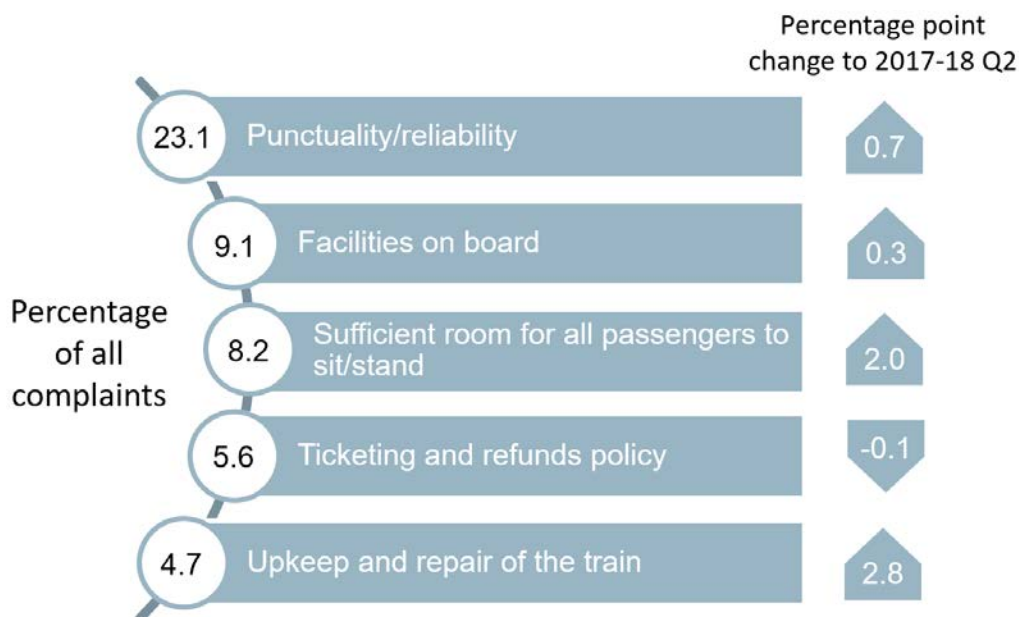 Percentage point
change to 2017-18 Q2
23.1
Punctuality/reliability
0.7
9.1
Facilities on board
0.3
Percentage
of all
complaints
8.2
Sufficient room for all passengers to
sit/stand
2.0
5.6
Ticketing and refunds policy
-0.1
4.7
Upkeep and repair of the train
2.8